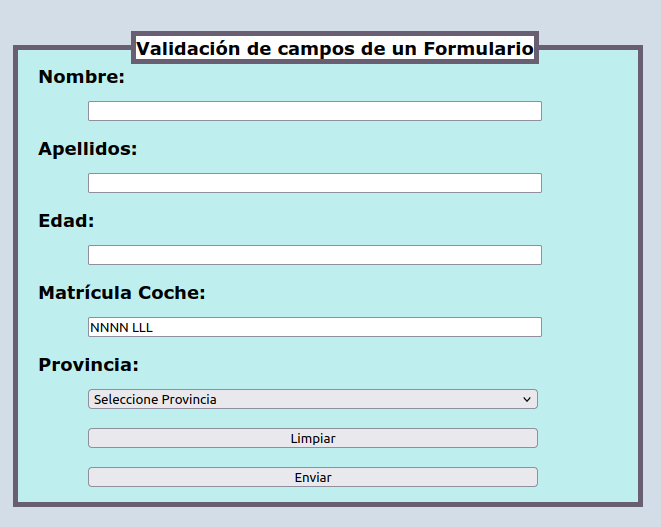 Validación de campos de un Formulario
Nombre:
Apellidos:
Edad:
Matrícula Coche:
NNNN LLL
Provincia:
Seleccione Provincia
Limpiar
Enviar